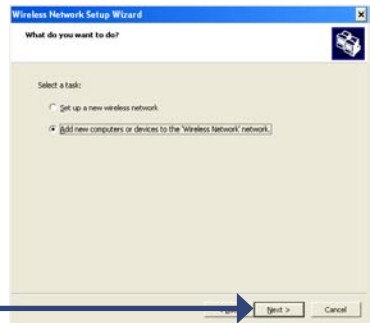 Wireless Network Setup Wizard
What do you want to do?
Select a task:
Set up a new wireless network
Add new computers or devices to the 'Wireless Network' network.
Next >
Cancel